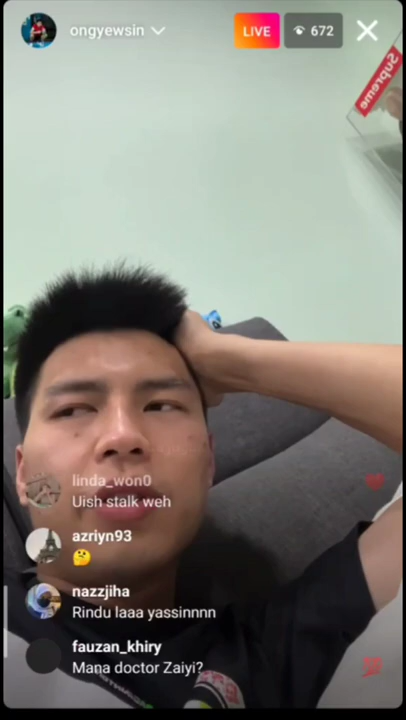 ongyewsin
LIVE
672
Supreme
linda_won0
Uish stalk weh
azriyn93
🤔
nazzjiha
Rindu laaa yassinnnn
fauzan_khiry
Mana doctor Zaiyi?